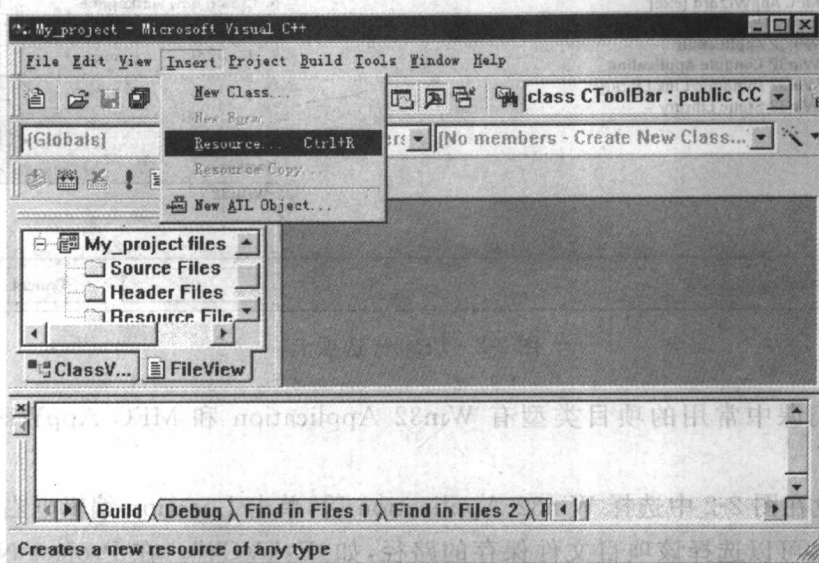 My_project - Microsoft Visual C++
File Edit View Insert Project Build Tools Window Help
New Class...
class CToolBar : public CC
New Form...
(Globals)
Resource... Ctrl+R
ers
(No members - Create New Class...
Resource Copy...
New ATL Object...
My_project files
Source Files
Header Files
Resource File
ClassV... FileView
Build Debug Find in Files 1 Find in Files 2
Creates a new resource of any type